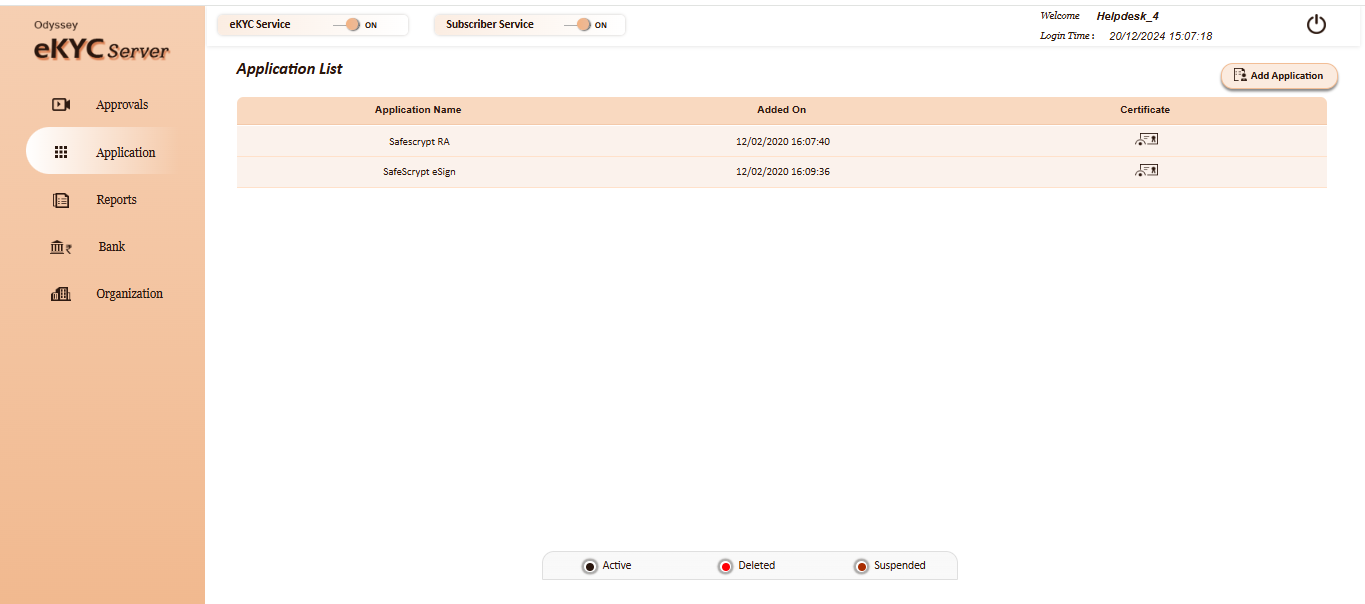 Odyssey
eKYC Server
Approvals
Application
Reports
Bank
Organization
eKYC Service ON Subscriber Service ON
Welcome Helpdesk_4
Login Time : 20/12/2024 15:07:18
Application List
Add Application
Application Name Added On Certificate
Safescrypt RA 12/02/2020 16:07:40
SafeScrypt eSign 12/02/2020 16:09:36
Active Deleted Suspended